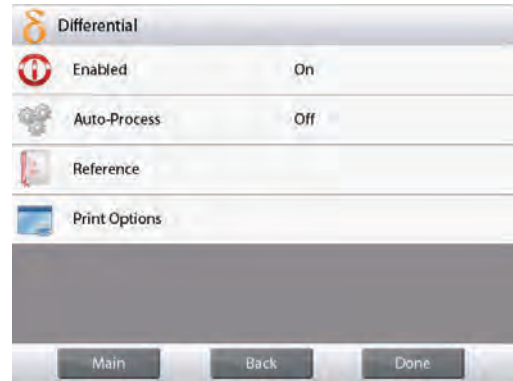 δ Differential
Enabled On
Auto-Process Off
Reference
Print Options
Main Back Done